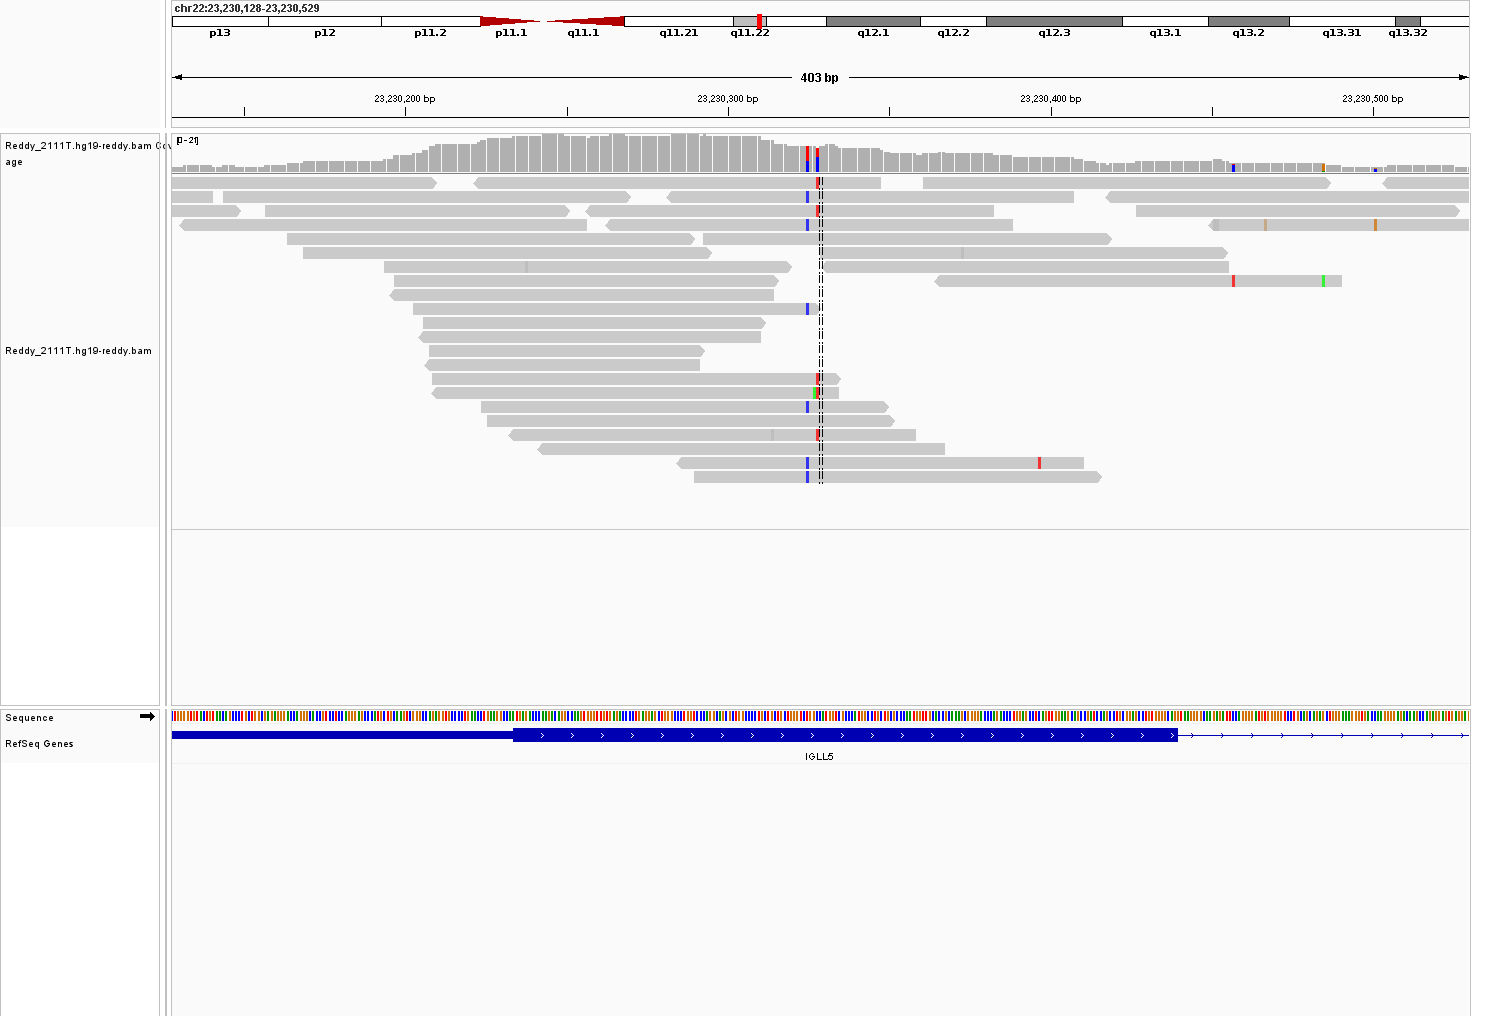 chr22:23,230,128-23,230,529
p13 p12 p11.2 p11.1 q11.1 q11.21 q11.22 q12.1 q12.2 q12.3 q13.1 q13.2 q13.31 q13.32
403 bp
23,230,200 bp 23,230,300 bp 23,230,400 bp 23,230,500 bp
[0 - 21]
Reddy_2111T.hg19-reddy.bam Cov
age
Reddy_2111T.hg19-reddy.bam
Sequence
RefSeq Genes
IGLL5